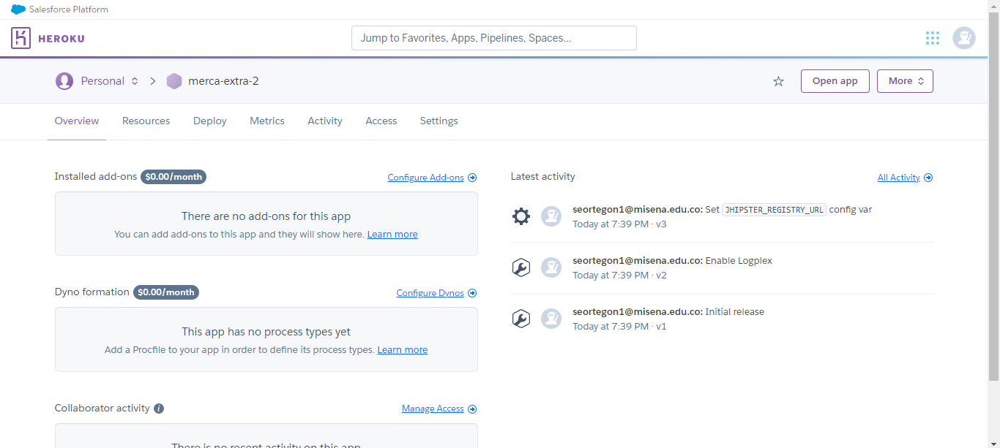 Salesforce Platform
HEROKU
Jump to Favorites, Apps, Pipelines, Spaces...
Personal
merca-extra-2
Open app
More
Overview
Resources
Deploy
Metrics
Activity
Access
Settings
Installed add-ons $0.00/month
Configure Add-ons
There are no add-ons for this app
You can add add-ons to this app and they will show here. Learn more
Dyno formation $0.00/month
Configure Dynos
This app has no process types yet
Add a Procfile to your app in order to define its process types. Learn more
Collaborator activity
Manage Access
There is no recent activity on this app
Latest activity
All Activity
seortegon1@misena.edu.co: Set JHIPSTER_REGISTRY_URL config var
Today at 7:39 PM · v3
seortegon1@misena.edu.co: Enable Logplex
Today at 7:39 PM · v2
seortegon1@misena.edu.co: Initial release
Today at 7:39 PM · v1